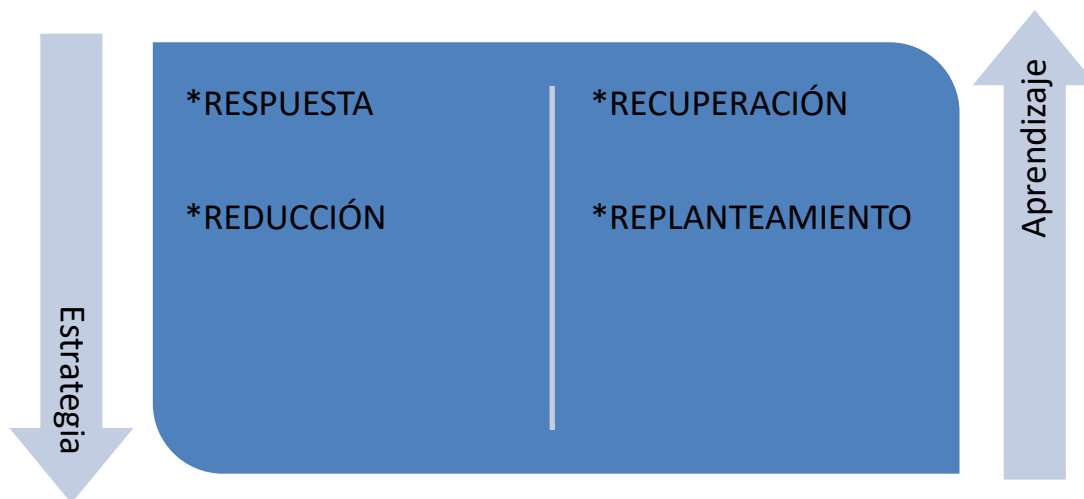 Estrategia
*RESPUESTA
*REDUCCIÓN
*RECUPERACIÓN
*REPLANTEAMIENTO
Aprendizaje